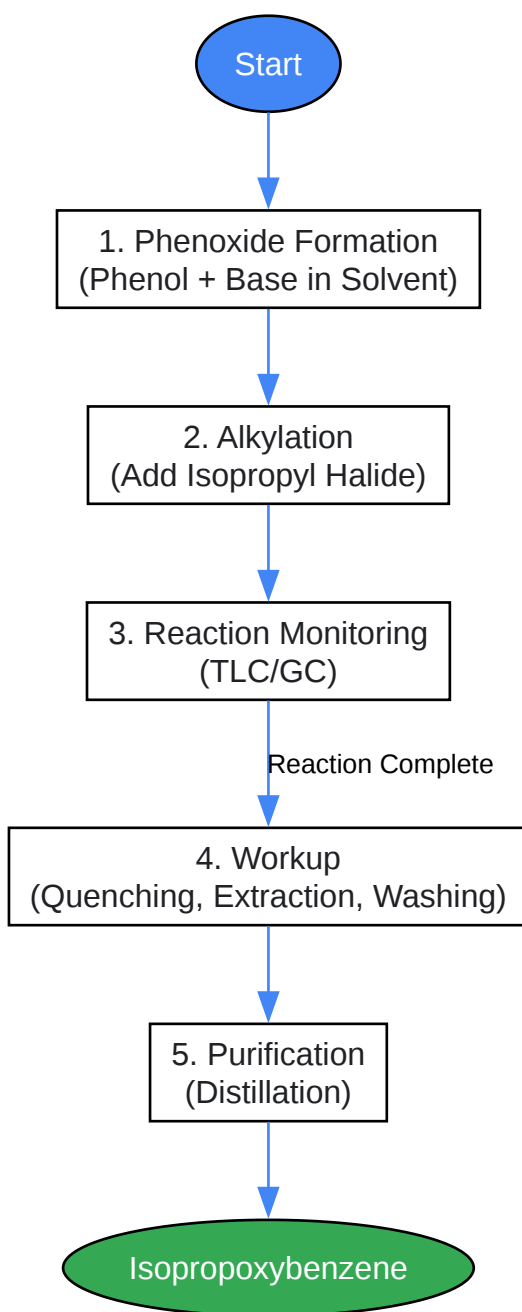 Start
1. Phenoxide Formation
(Phenol + Base in Solvent)
2. Alkylation
(Add Isopropyl Halide)
3. Reaction Monitoring
(TLC/GC)
Reaction Complete
4. Workup
(Quenching, Extraction, Washing)
5. Purification
(Distillation)
Isopropoxybenzene